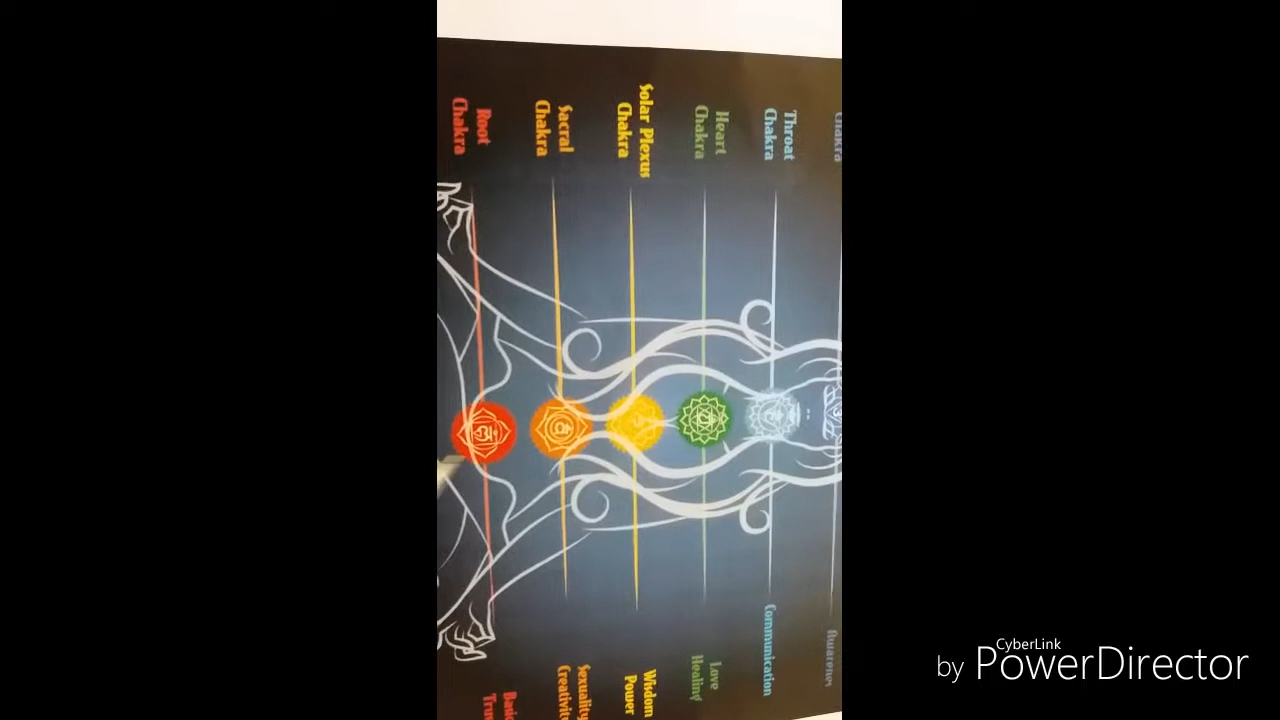 Chakra
Awarenes
Throat
Chakra
Communication
Heart
Chakra
Love
Healing
Solar Plexus
Chakra
Wisdom
Power
Sacral
Chakra
Sexuality
Creativity
Root
Chakra
CyberLink
by PowerDirector